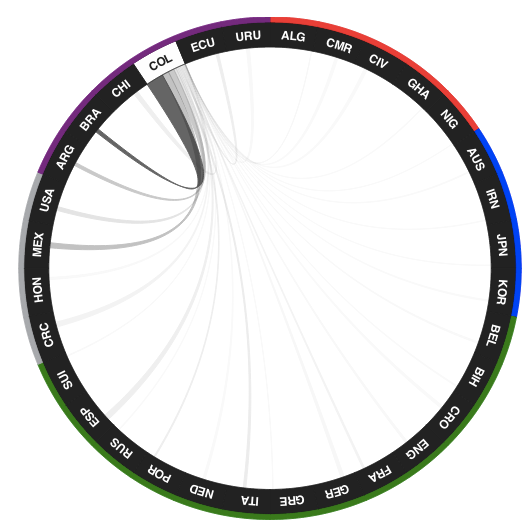 COL
ECU
URU
ALG
CMR
CIV
GHA
NIG
AUS
IRN
JPN
KOR
BEL
BIH
CRO
ENG
FRA
GER
GRE
ITA
NED
POR
RUS
ESP
SUI
CRC
HON
MEX
USA
ARG
BRA
CHI